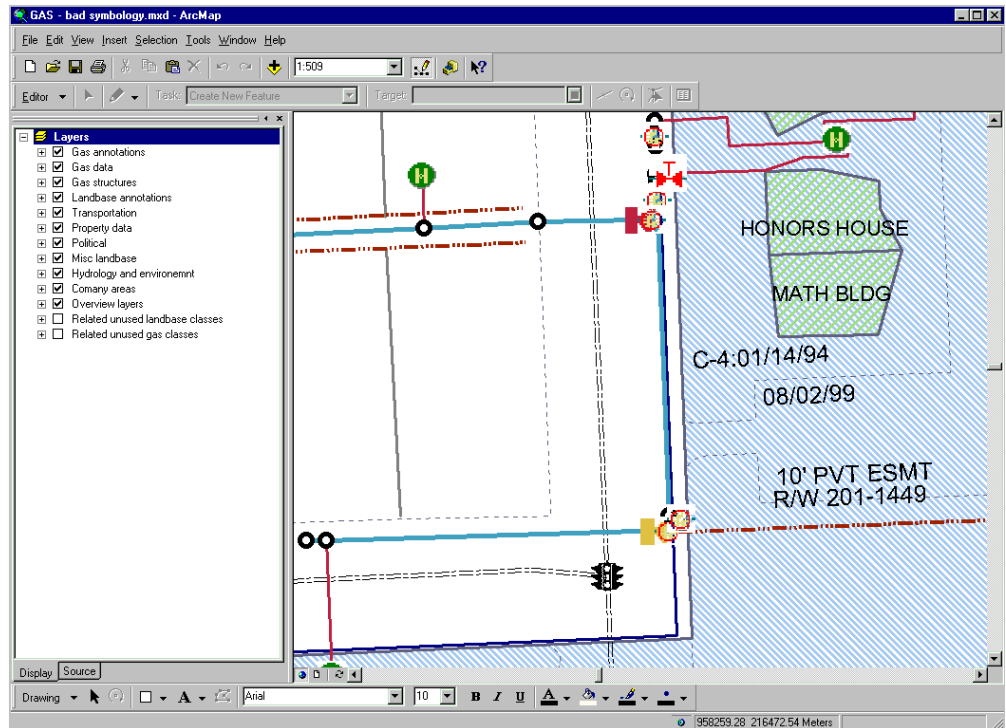 GAS - bad symbology.mxd - ArcMap
File Edit View Insert Selection Tools Window Help
1:509
Editor Task: Create New Feature Target:
Layers
Gas annotations
Gas data
Gas structures
Landbase annotations
Transportation
Property data
Political
Misc landbase
Hydrology and environemnt
Comany areas
Overview layers
Related unused landbase classes
Related unused gas classes
H
H
T
HONORS HOUSE
MATH BLDG
C-4:01/14/94
08/02/99
10' PVT ESMT
R/W 201-1449
Display Source
Drawing A Arial 10 B I U A
958259.28 216472.54 Meters